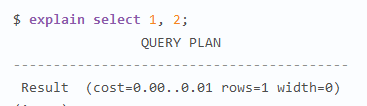 $ explain select 1, 2;
QUERY PLAN
------------------------------------------
Result (cost=0.00..0.01 rows=1 width=0)